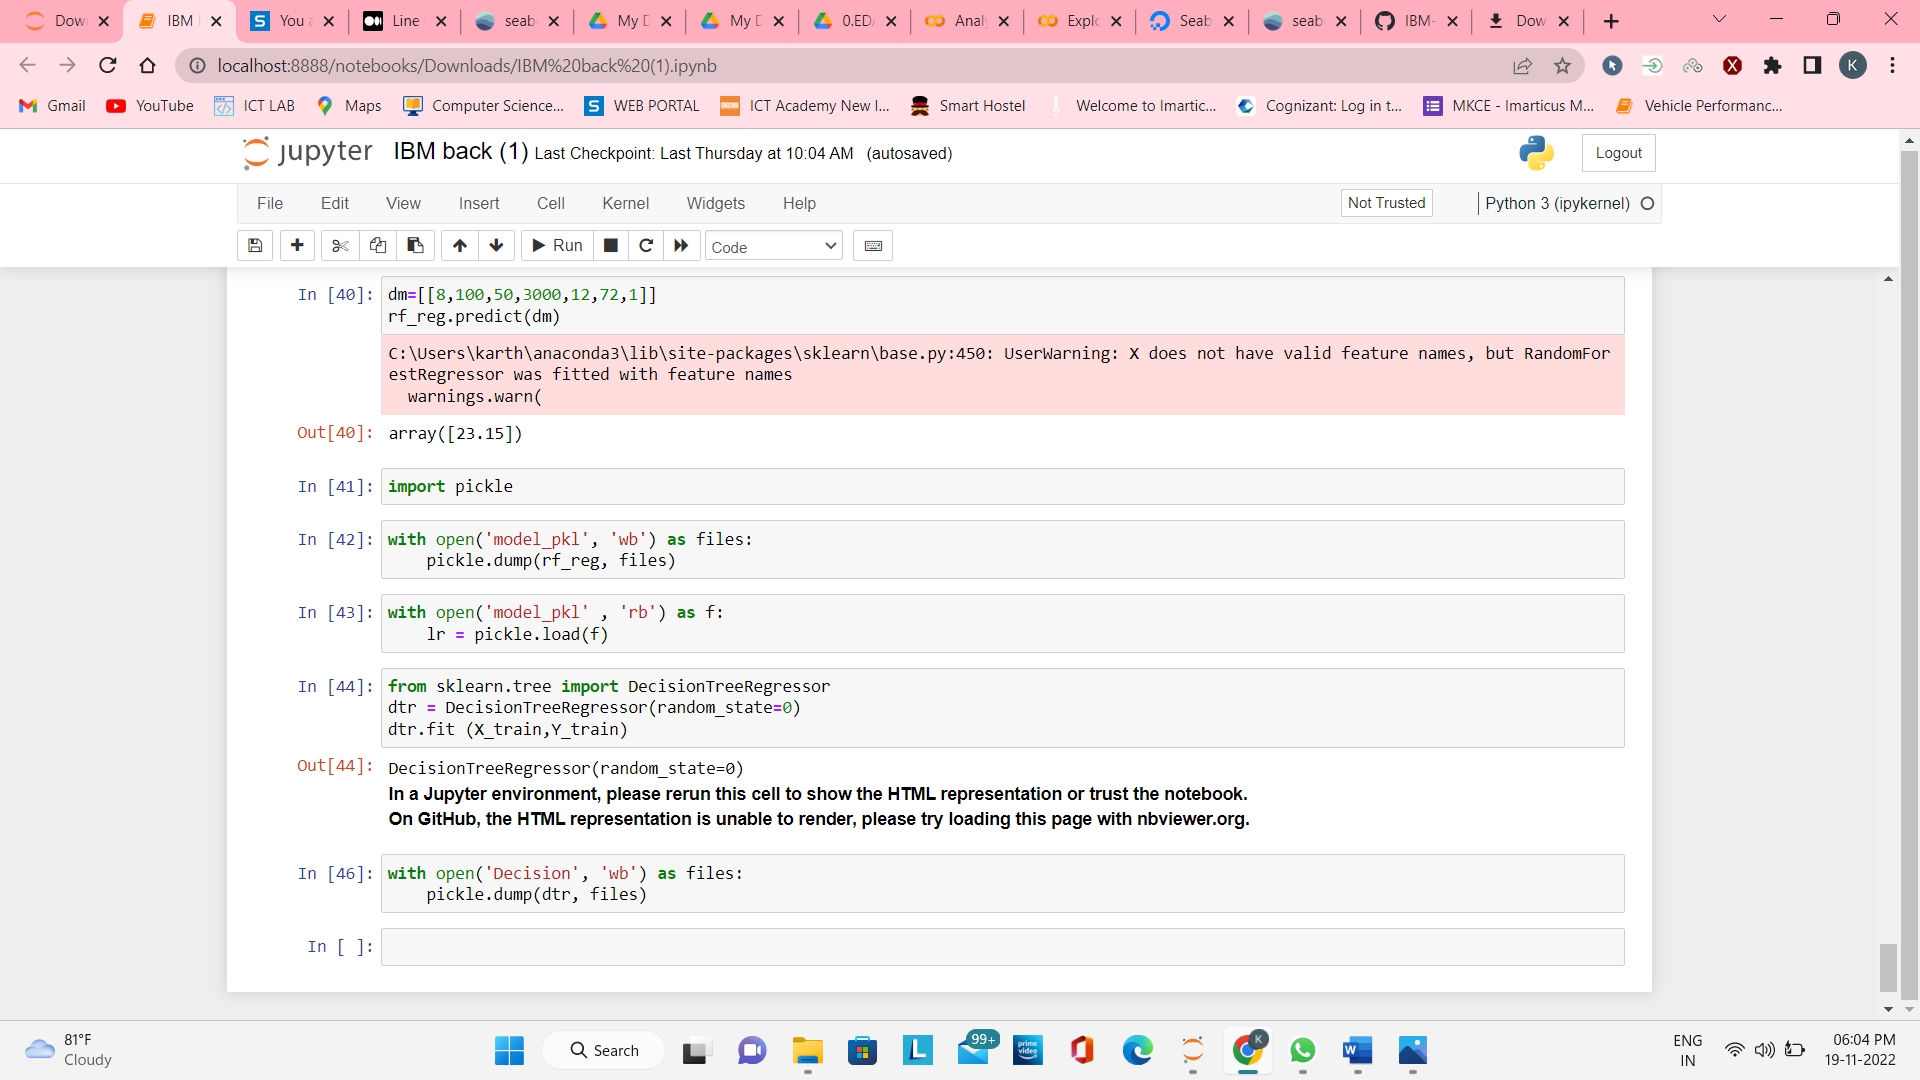 Dow
IBM
You a
Line
seab
My D
My D
0.ED
Analy
Explo
Seab
seab
IBM-
Dow
localhost:8888/notebooks/Downloads/IBM%20back%20(1).ipynb
K
Gmail
YouTube
ICT LAB
Maps
Computer Science...
WEB PORTAL
ICT Academy New I...
Smart Hostel
Welcome to Imartic...
Cognizant: Log in t...
MKCE - Imarticus M...
Vehicle Performanc...
jupyter
IBM back (1) Last Checkpoint: Last Thursday at 10:04 AM (autosaved)
Logout
File Edit View Insert Cell Kernel Widgets Help
Not Trusted
Python 3 (ipykernel)
Run
Code
In [40]: dm=[[8,100,50,3000,12,72,1]]
rf_reg.predict(dm)
C:\Users\karth\anaconda3\lib\site-packages\sklearn\base.py:450: UserWarning: X does not have valid feature names, but RandomFor
estRegressor was fitted with feature names
warnings.warn(
Out[40]: array([23.15])
In [41]: import pickle
In [42]: with open('model_pkl', 'wb') as files:
pickle.dump(rf_reg, files)
In [43]: with open('model_pkl' , 'rb') as f:
lr = pickle.load(f)
In [44]: from sklearn.tree import DecisionTreeRegressor
dtr = DecisionTreeRegressor(random_state=0)
dtr.fit (X_train,Y_train)
Out[44]: DecisionTreeRegressor(random_state=0)
In a Jupyter environment, please rerun this cell to show the HTML representation or trust the notebook.
On GitHub, the HTML representation is unable to render, please try loading this page with nbviewer.org.
In [46]: with open('Decision', 'wb') as files:
pickle.dump(dtr, files)
In [ ]:
81°F
Cloudy
Search
99+
prime video
K
ENG
IN
06:04 PM
19-11-2022